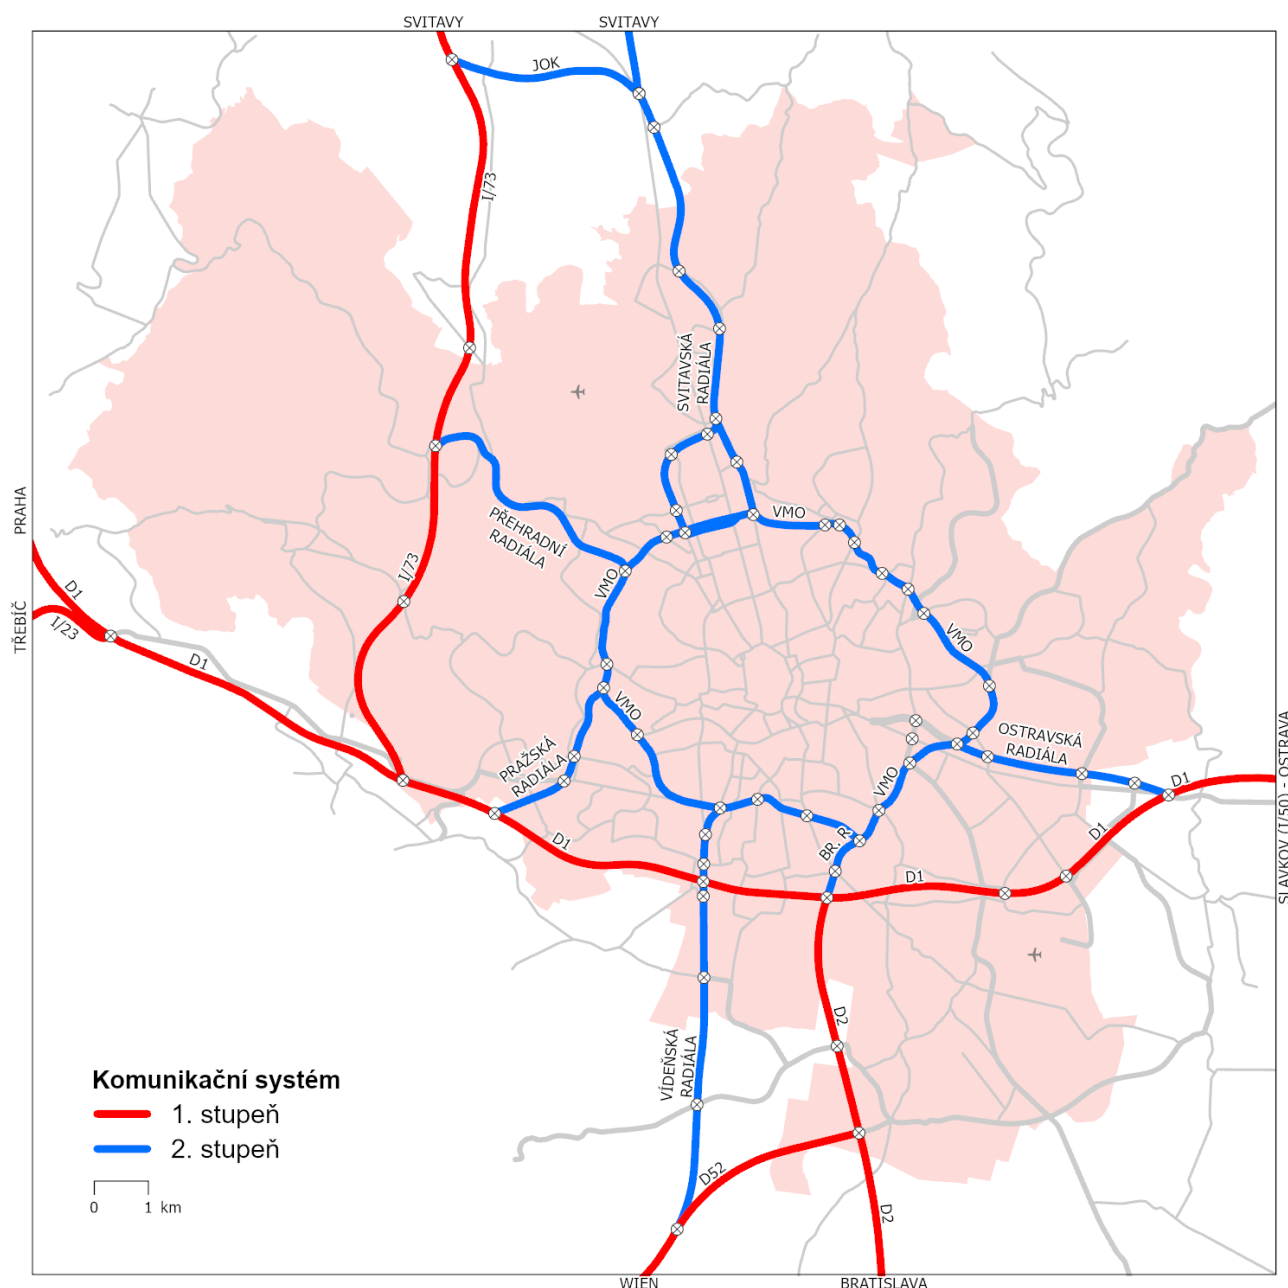 SVITAVY
SVITAVY
JOK
I/73
SVITAVSKÁ
RADIÁLA
PRAHA
TŘEBÍČ
D1
I/23
D1
I/73
PŘEHRADNÍ
RADIÁLA
VMO
VMO
VMO
VMO
PRAŽSKÁ
RADIÁLA
OSTRAVSKÁ
RADIÁLA
VMO
BR. R.
D1
D1
D1
D1
SLAVKOV (I/50) - OSTRAVA
D2
VÍDEŇSKÁ
RADIÁLA
D52
D2
Komunikační systém
1. stupeň
2. stupeň
0 1 km
WIEN
BRATISLAVA